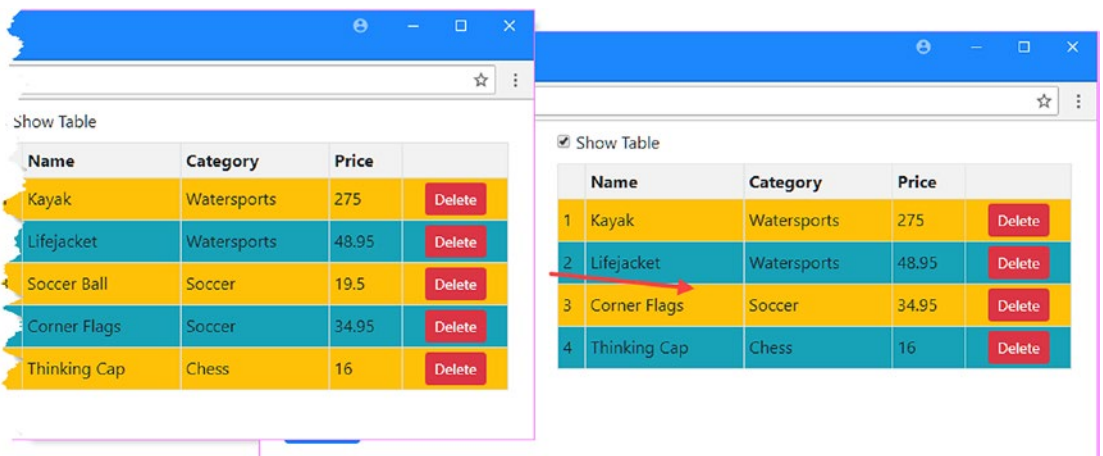 Show Table
Name Category Price
Kayak Watersports 275 Delete
Lifejacket Watersports 48.95 Delete
Soccer Ball Soccer 19.5 Delete
Corner Flags Soccer 34.95 Delete
Thinking Cap Chess 16 Delete
Show Table
Name Category Price
1 Kayak Watersports 275 Delete
2 Lifejacket Watersports 48.95 Delete
3 Corner Flags Soccer 34.95 Delete
4 Thinking Cap Chess 16 Delete